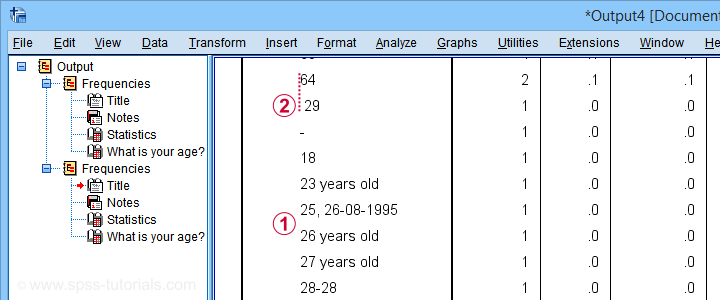 *Output4 [Documen
File Edit View Data Transform Insert Format Analyze Graphs Utilities Extensions Window He
Output
Frequencies
Title
Notes
Statistics
What is your age?
Frequencies
Title
Notes
Statistics
What is your age?
www.spss-tutorials.com
64 2 .1 .1
2 29 1 .0 .0
- 1 .0 .0
18 1 .0 .0
23 years old 1 .0 .0
25, 26-08-1995 1 .0 .0
1
26 years old 1 .0 .0
27 years old 1 .0 .0
28-28 1 .0 .0